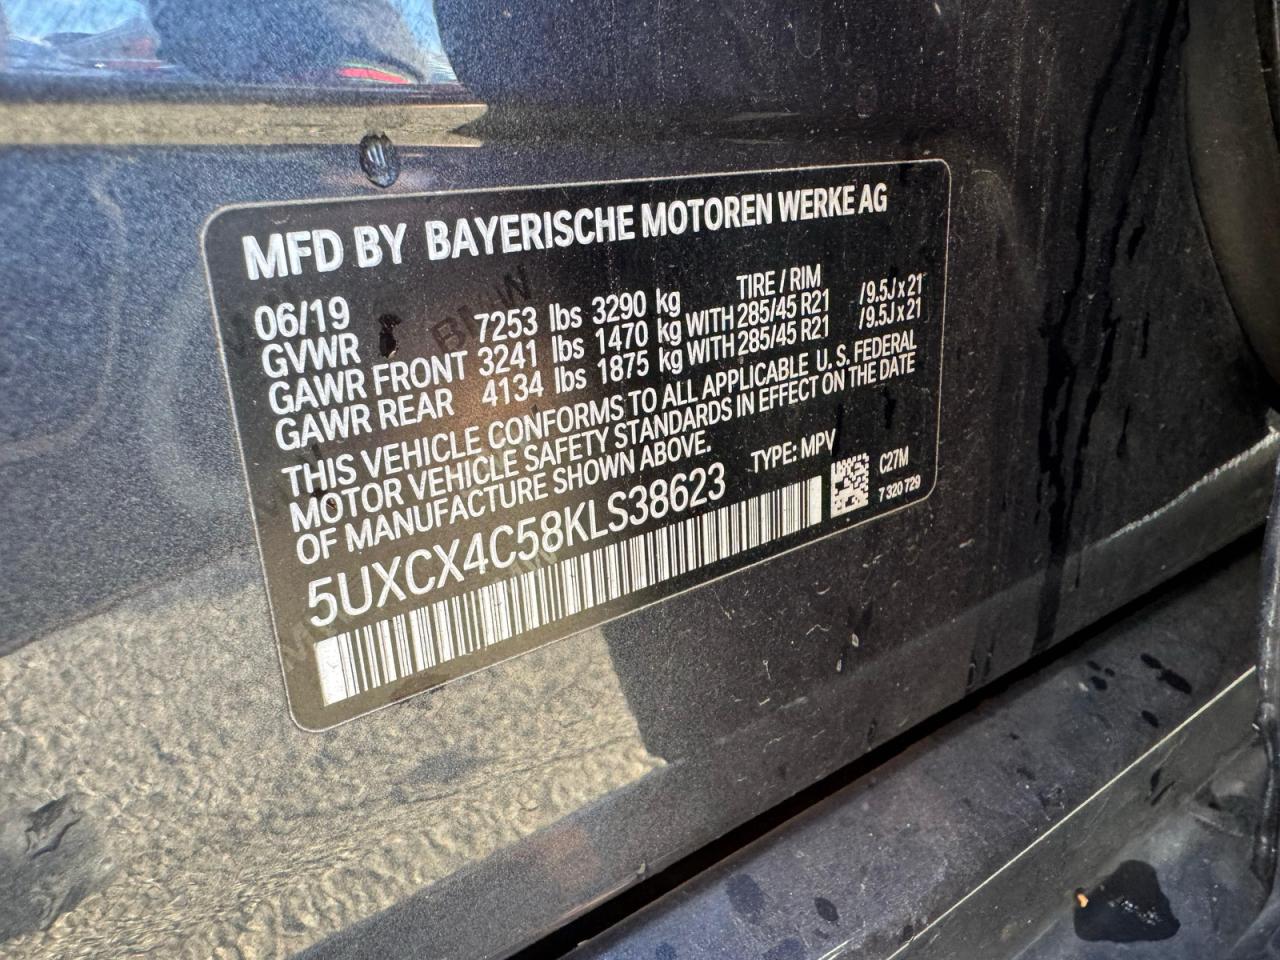 MFD BY BAYERISCHE MOTOREN WERKE AG
06/19 TIRE / RIM
GVWR 7253 lbs 3290 kg
GAWR FRONT 3241 lbs 1470 kg WITH 285/45 R21 /9.5J x 21
GAWR REAR 4134 lbs 1875 kg WITH 285/45 R21 /9.5J x 21
THIS VEHICLE CONFORMS TO ALL APPLICABLE U. S. FEDERAL
MOTOR VEHICLE SAFETY STANDARDS IN EFFECT ON THE DATE
OF MANUFACTURE SHOWN ABOVE. TYPE: MPV
5UXCX4C58KLS38623
C27M
7 320 729